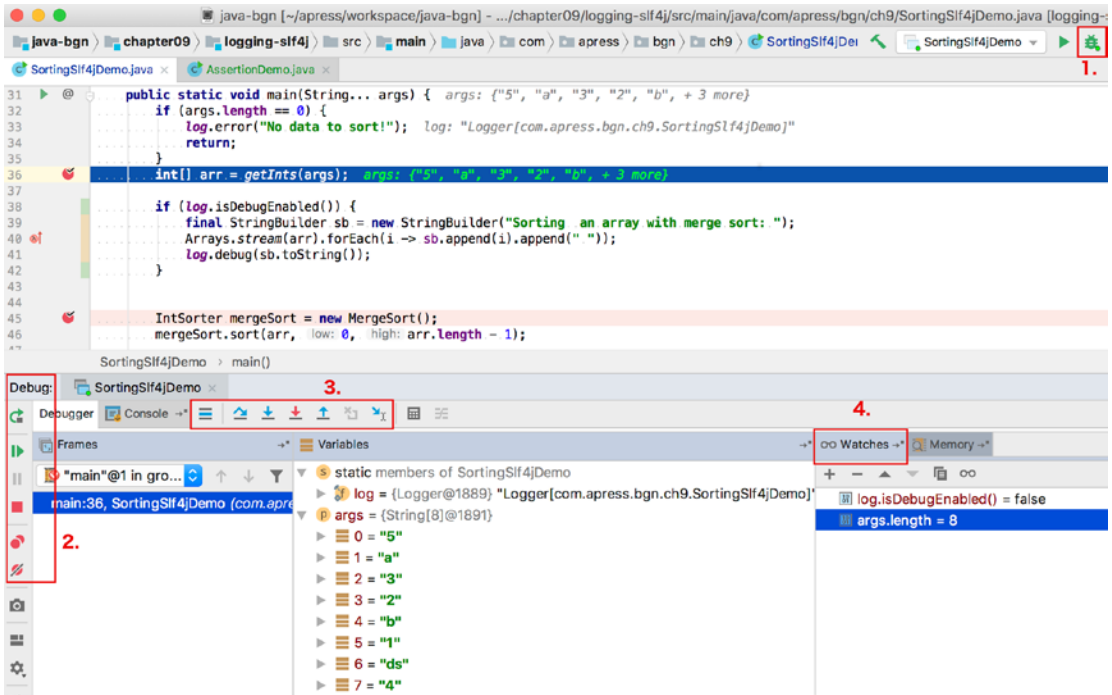 java-bgn [~/apress/workspace/java-bgn] - .../chapter09/logging-slf4j/src/main/java/com/apress/bgn/ch9/SortingSlf4jDemo.java [logging-s
java-bgn chapter09 logging-slf4j src main java com apress bgn ch9 SortingSlf4jDe SortingSlf4jDemo
1.
SortingSlf4jDemo.java × AssertionDemo.java ×
31 @ public static void main(String... args) { args: {"5", "a", "3", "2", "b", + 3 more}
32 if (args.length == 0) {
33 log.error("No data to sort!"); log: "Logger[com.apress.bgn.ch9.SortingSlf4jDemo]"
34 return;
35 }
36 int[] arr = getInts(args); args: {"5", "a", "3", "2", "b", + 3 more}
37
38 if (log.isDebugEnabled()) {
39 final StringBuilder sb = new StringBuilder("Sorting  an array with merge sort: ");
40 Arrays.stream(arr).forEach(i -> sb.append(i).append(" "));
41 log.debug(sb.toString());
42 }
43
44
45 IntSorter mergeSort = new MergeSort();
46 mergeSort.sort(arr, low: 0, high: arr.length - 1);
SortingSlf4jDemo > main()
Debug: SortingSlf4jDemo ×
3.
4.
Debugger Console
Frames Variables Watches Memory
"main"@1 in gro...
main:36, SortingSlf4jDemo (com.apre
2.
static members of SortingSlf4jDemo
log = {Logger@1889} "Logger[com.apress.bgn.ch9.SortingSlf4jDemo]"
args = {String[8]@1891}
0 = "5"
1 = "a"
2 = "3"
3 = "2"
4 = "b"
5 = "1"
6 = "ds"
7 = "4"
log.isDebugEnabled() = false
args.length = 8